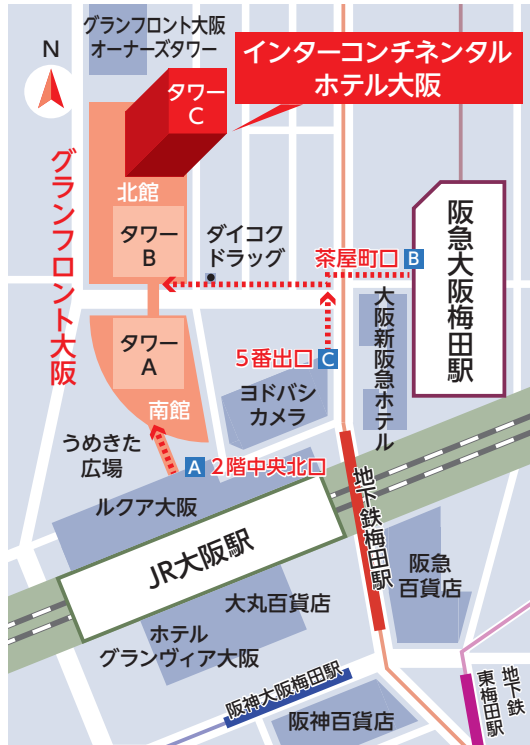 グランフロント大阪
オーナーズタワー
N
インターコンチネンタル
ホテル大阪
タワー
C
グランフロント大阪
北館
タワー
B
ダイコク
ドラッグ
茶屋町口 B
阪急大阪梅田駅
タワー
A
南館
5番出口 C
大阪新阪急ホテル
ヨドバシ
カメラ
うめきた
広場
A 2階中央北口
ルクア大阪
地下鉄梅田駅
JR大阪駅
阪急
百貨店
大丸百貨店
ホテル
グランヴィア大阪
阪神大阪梅田駅
阪神百貨店
地下鉄
東梅田駅